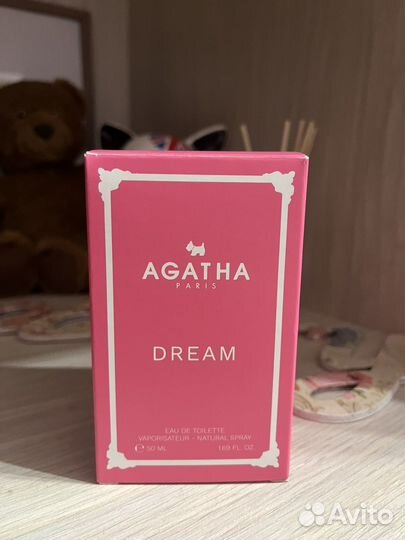 AGATHA
PARIS
DREAM
EAU DE TOILETTE
VAPORISATEUR - NATURAL SPRAY
℮ 50 ML 1.69 FL. OZ
Avito